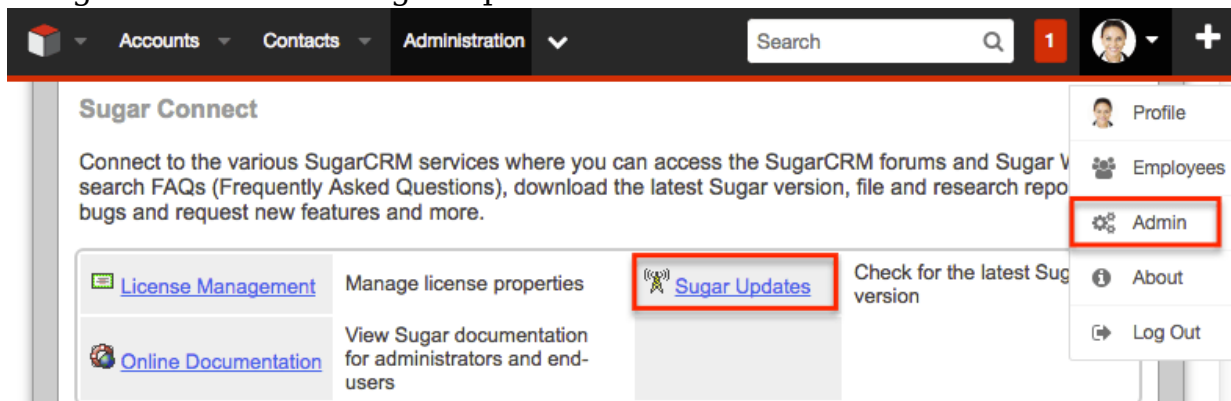 Accounts Contacts Administration Search 1
Sugar Connect
Profile
Connect to the various SugarCRM services where you can access the SugarCRM forums and Sugar
Employees
search FAQs (Frequently Asked Questions), download the latest Sugar version, file and research repo
bugs and request new features and more.
Admin
License Management Manage license properties Sugar Updates Check for the latest Sug
version
About
Online Documentation View Sugar documentation
for administrators and end-
users
Log Out